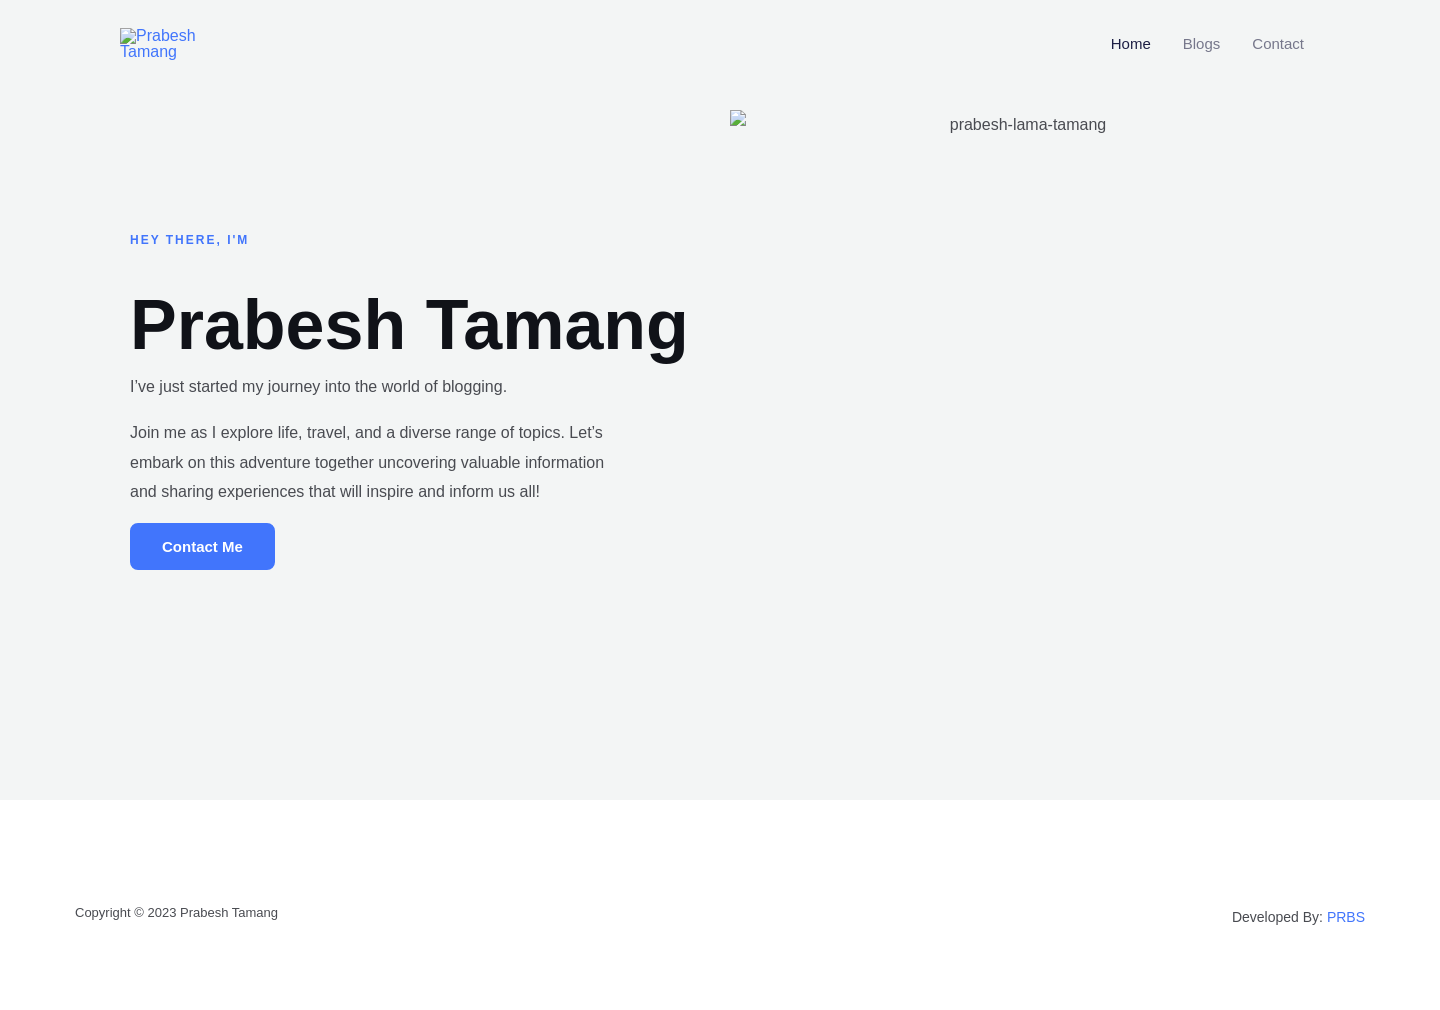 Prabesh
Tamang
Home
Blogs
Contact
prabesh-lama-tamang
HEY THERE, I'M
Prabesh Tamang
I’ve just started my journey into the world of blogging.
Join me as I explore life, travel, and a diverse range of topics. Let’s
embark on this adventure together uncovering valuable information
and sharing experiences that will inspire and inform us all!
Contact Me
Copyright © 2023 Prabesh Tamang
Developed By: PRBS